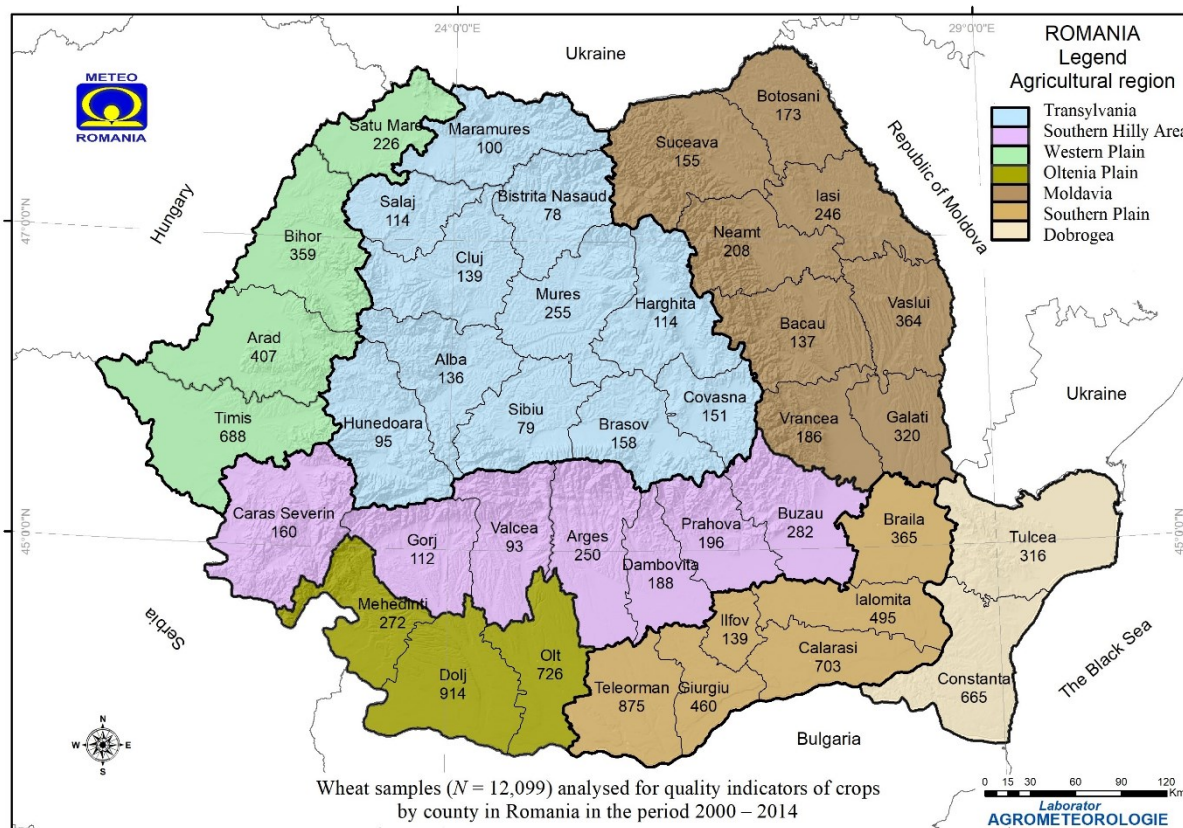 24°0'0"E
29°0'0"E
METEO
ROMANIA
Ukraine
ROMANIA
Legend
Agricultural region
Transylvania
Southern Hilly Area
Western Plain
Oltenia Plain
Moldavia
Southern Plain
Dobrogea
Hungary
Republic of Moldova
47°0'0"N
47°0'0"N
Satu Mare
226
Maramures
100
Botosani
173
Suceava
155
Salaj
114
Bistrita Nasaud
78
Iasi
246
Bihor
359
Cluj
139
Neamt
208
Mures
255
Harghita
114
Vaslui
364
Arad
407
Alba
136
Bacau
137
Ukraine
Timis
688
Hunedoara
95
Sibiu
79
Brasov
158
Covasna
151
Vrancea
186
Galati
320
45°0'0"N
45°0'0"N
Caras Severin
160
Gorj
112
Valcea
93
Arges
250
Dambovita
188
Prahova
196
Buzau
282
Braila
365
Tulcea
316
Serbia
Mehedinti
272
Dolj
914
Olt
726
Teleorman
875
Giurgiu
460
Ilfov
139
Ialomita
495
Calarasi
703
Constanta
665
The Black Sea
Bulgaria
N
W E
S
Wheat samples (N = 12,099) analysed for quality indicators of crops
by county in Romania in the period 2000 – 2014
0 15 30 60 90 120
Km
Laborator
AGROMETEOROLOGIE